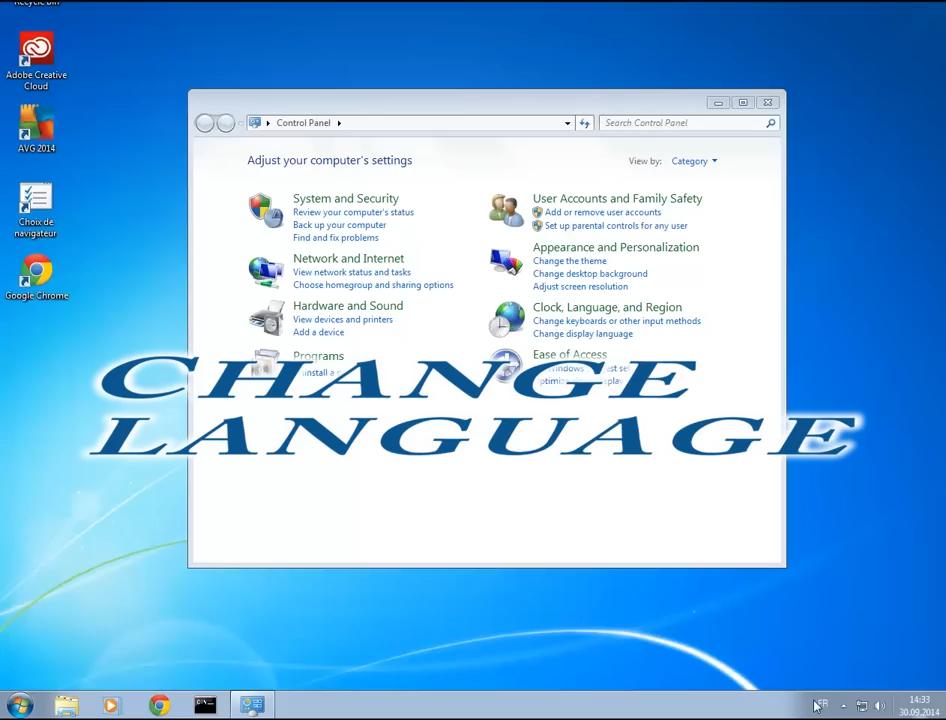 Adobe Creative
Cloud
AVG 2014
Choix de
navigateur
Google Chrome
Control Panel
Search Control Panel
Adjust your computer's settings
View by:
Category
System and Security
Review your computer's status
Back up your computer
Find and fix problems
Network and Internet
View network status and tasks
Choose homegroup and sharing options
Hardware and Sound
View devices and printers
Add a device
Programs
User Accounts and Family Safety
Add or remove user accounts
Set up parental controls for any user
Appearance and Personalization
Change the theme
Change desktop background
Adjust screen resolution
Clock, Language, and Region
Change keyboards or other input methods
Change display language
Ease of Access
CHANGE
LANGUAGE
14:33
30.09.2014